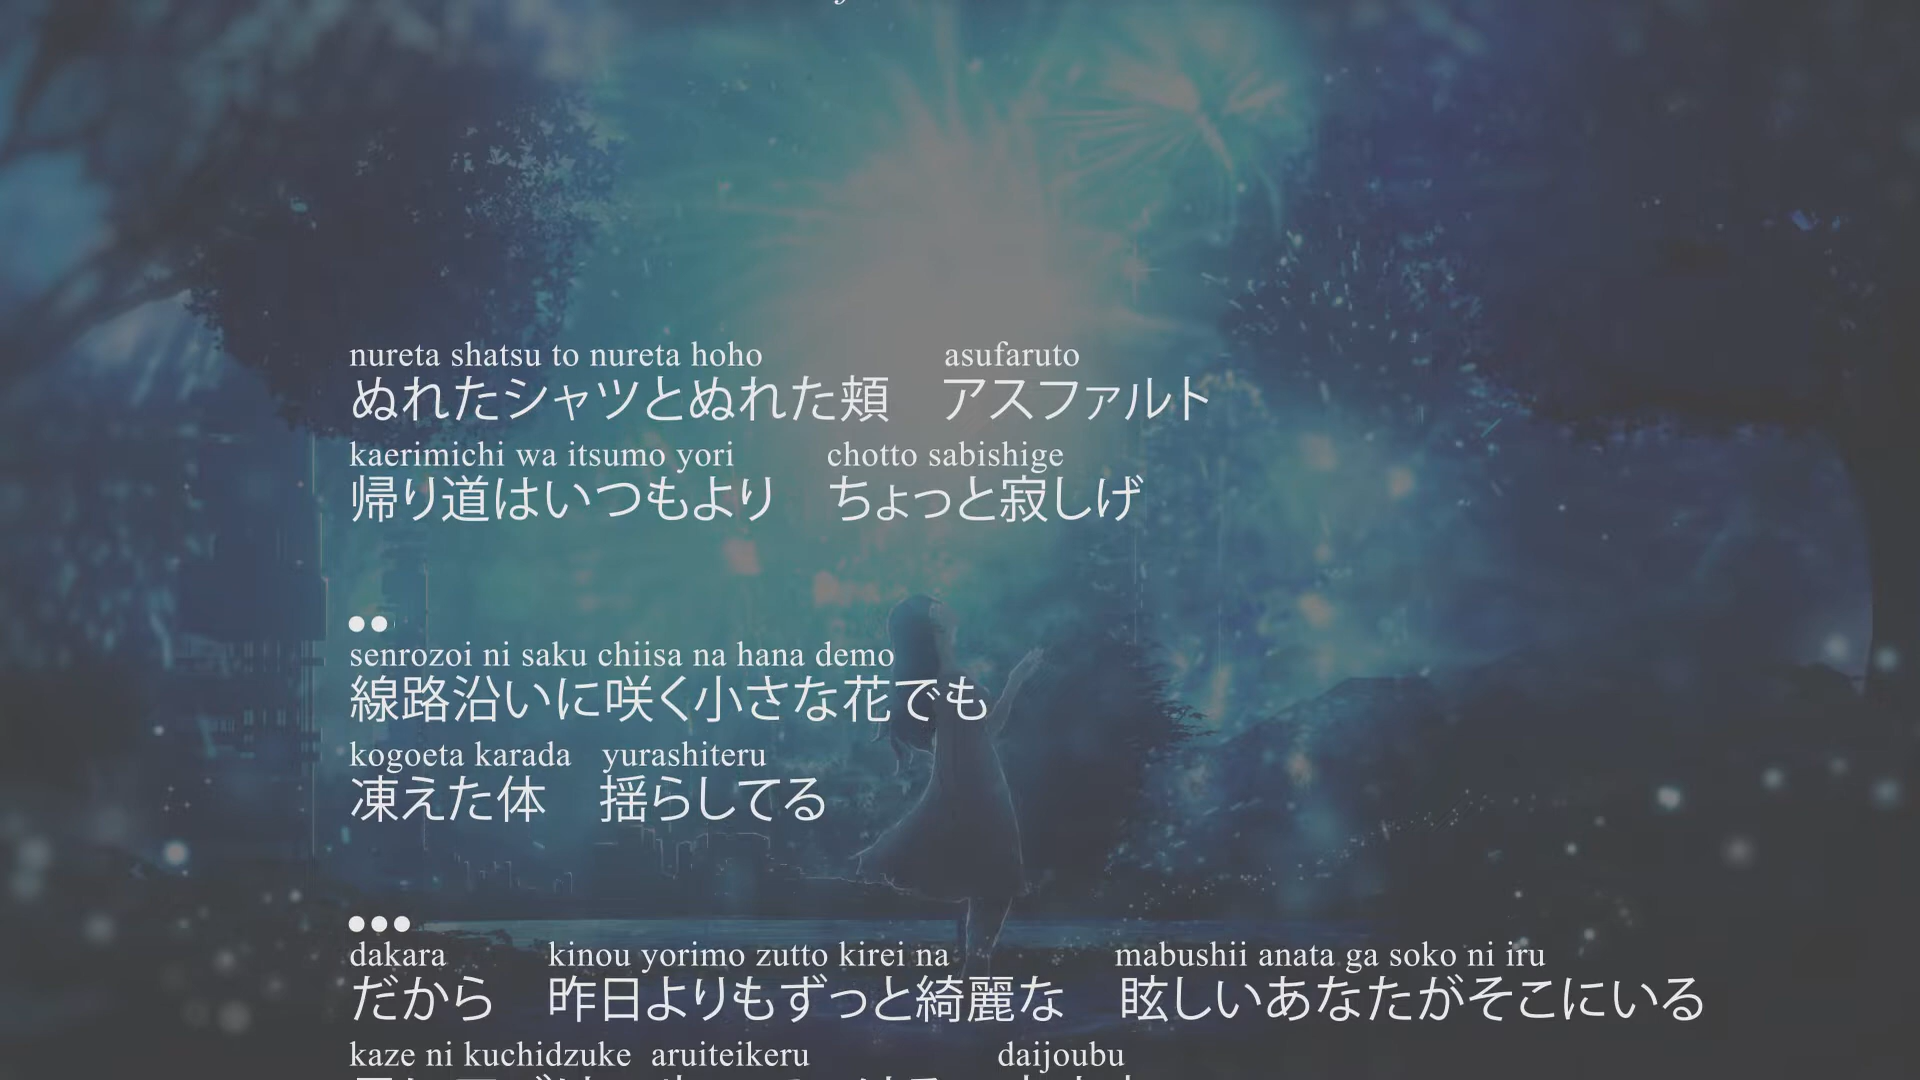 nureta shatsu to nureta hoho asufaruto
ぬれたシャツとぬれた頬　アスファルト
kaerimichi wa itsumo yori chotto sabishige
帰り道はいつもより　ちょっと寂しげ
●●
senrozoi ni saku chiisa na hana demo
線路沿いに咲く小さな花でも
kogoeta karada yurashiteru
凍えた体　揺らしてる
●●●
dakara kinou yorimo zutto kirei na mabushii anata ga soko ni iru
だから　昨日よりもずっと綺麗な　眩しいあなたがそこにいる
kaze ni kuchidzuke aruiteikeru daijoubu